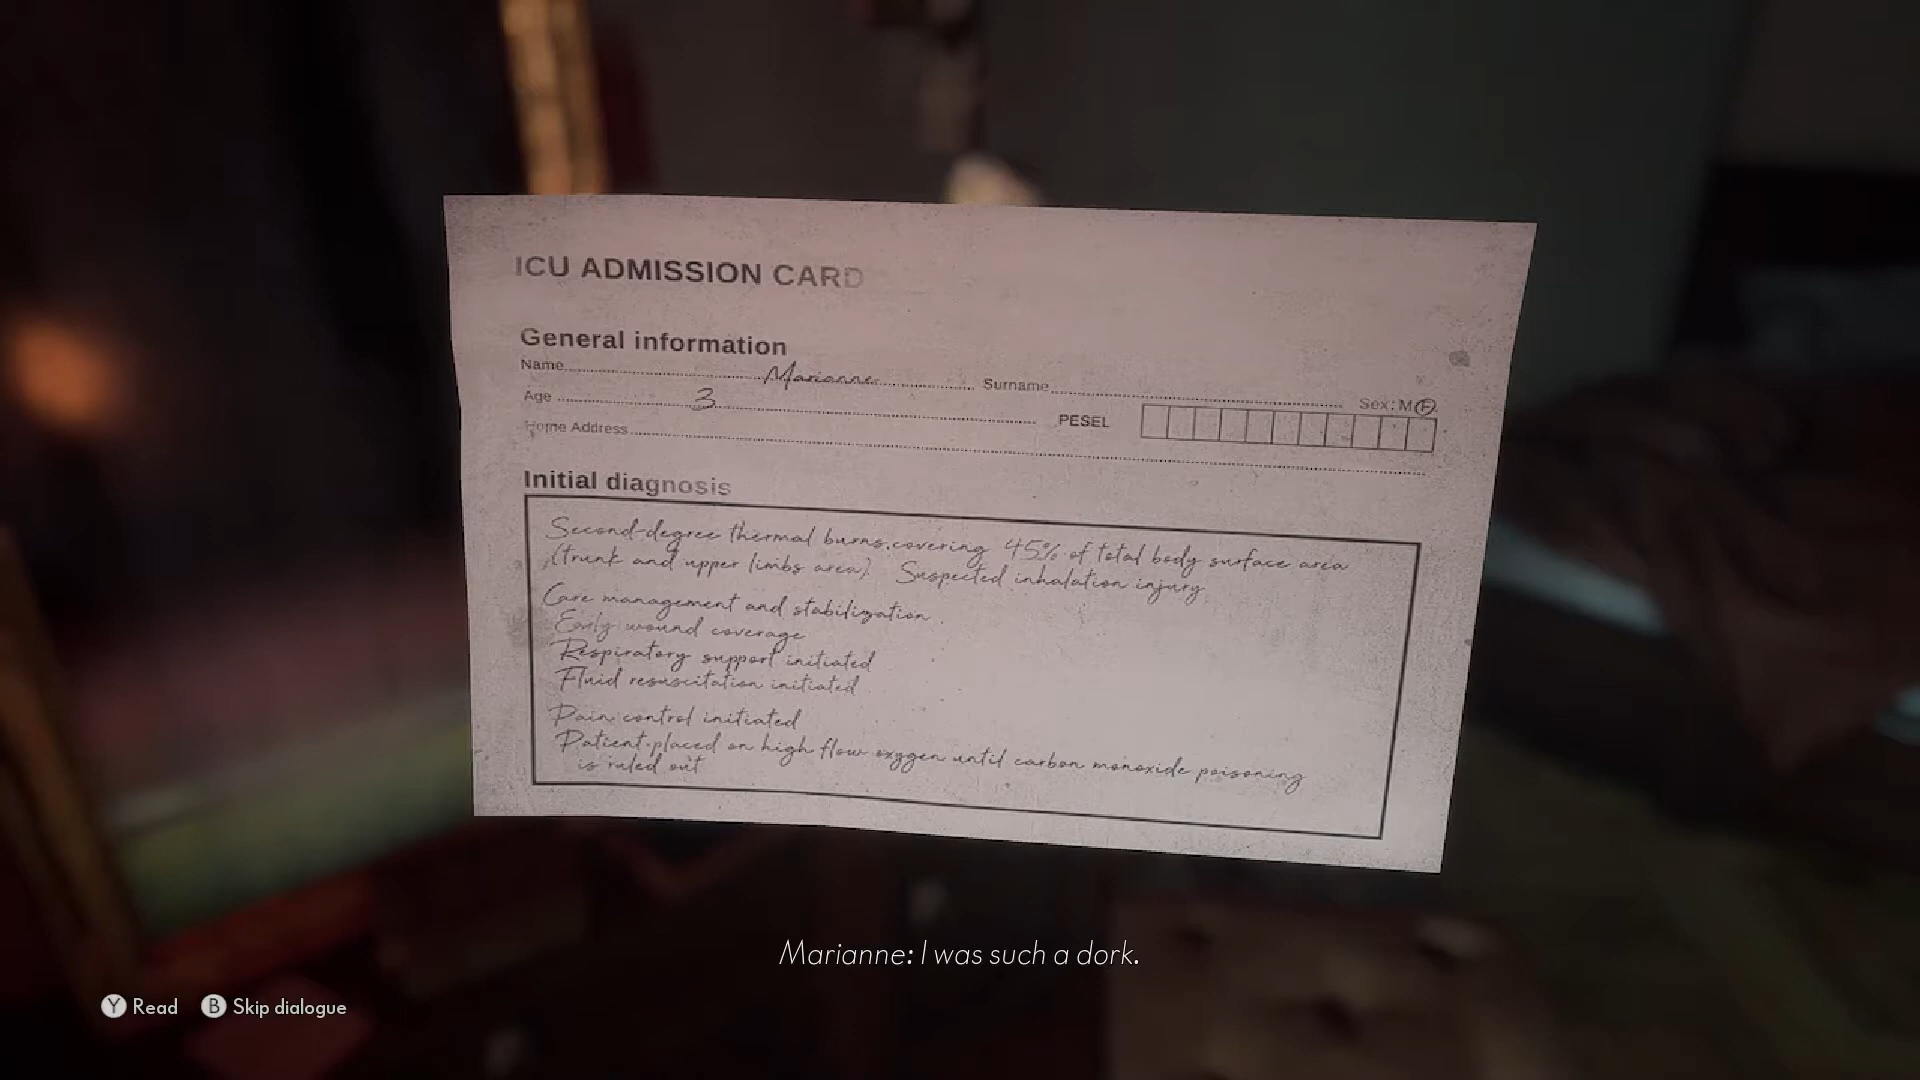 ICU ADMISSION CARD
General information
Name Marianne Surname Sex: M F
Age 3 PESEL
Home Address
Initial diagnosis
Second-degree thermal burns covering 45% of total body surface area
(trunk and upper limbs area). Suspected inhalation injury
Care management and stabilization.
Early wound coverage
Respiratory support initiated
Fluid resuscitation initiated
Pain control initiated
Patient placed on high flow oxygen until carbon monoxide poisoning
is ruled out
Marianne: I was such a dork.
Y Read B Skip dialogue